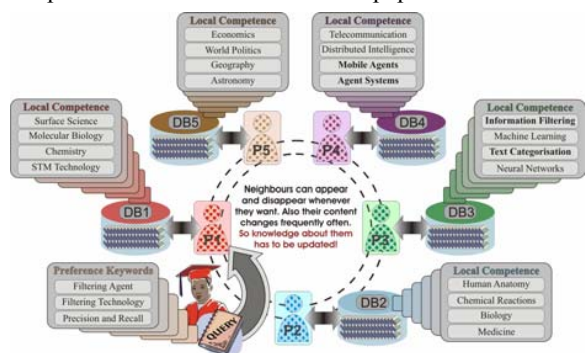 Local Competence
Economics
World Politics
Geography
Astronomy
Local Competence
Telecommunication
Distributed Intelligence
Mobile Agents
Agent Systems
Local Competence
Surface Science
Molecular Biology
Chemistry
STM Technology
Local Competence
Information Filtering
Machine Learning
Text Categorisation
Neural Networks
DB5
P5
P4
DB4
DB1
P1
Neighbours can appear
and disappear whenever
they want. Also their content
changes frequently often.
So knowledge about them
has to be updated!
P3
DB3
Preference Keywords
Filtering Agent
Filtering Technology
Precision and Recall
QUERY
P2
DB2
Local Competence
Human Anatomy
Chemical Reactions
Biology
Medicine